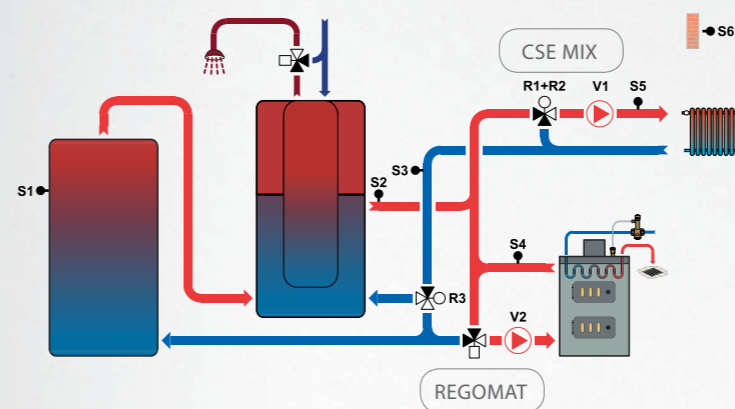 S6
CSE MIX
R1+R2
V1
S5
S1
S3
S2
S4
R3
V2
REGOMAT